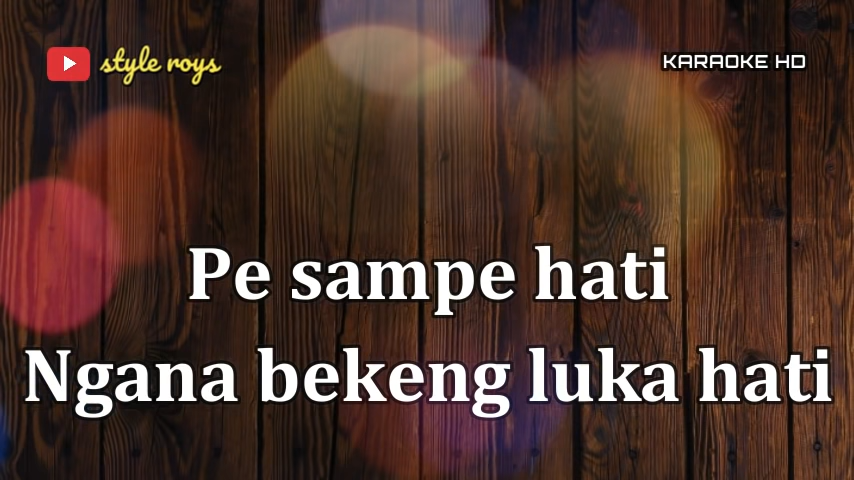 style roys
KARAOKE HD
Pe sampe hati
Ngana bekeng luka hati